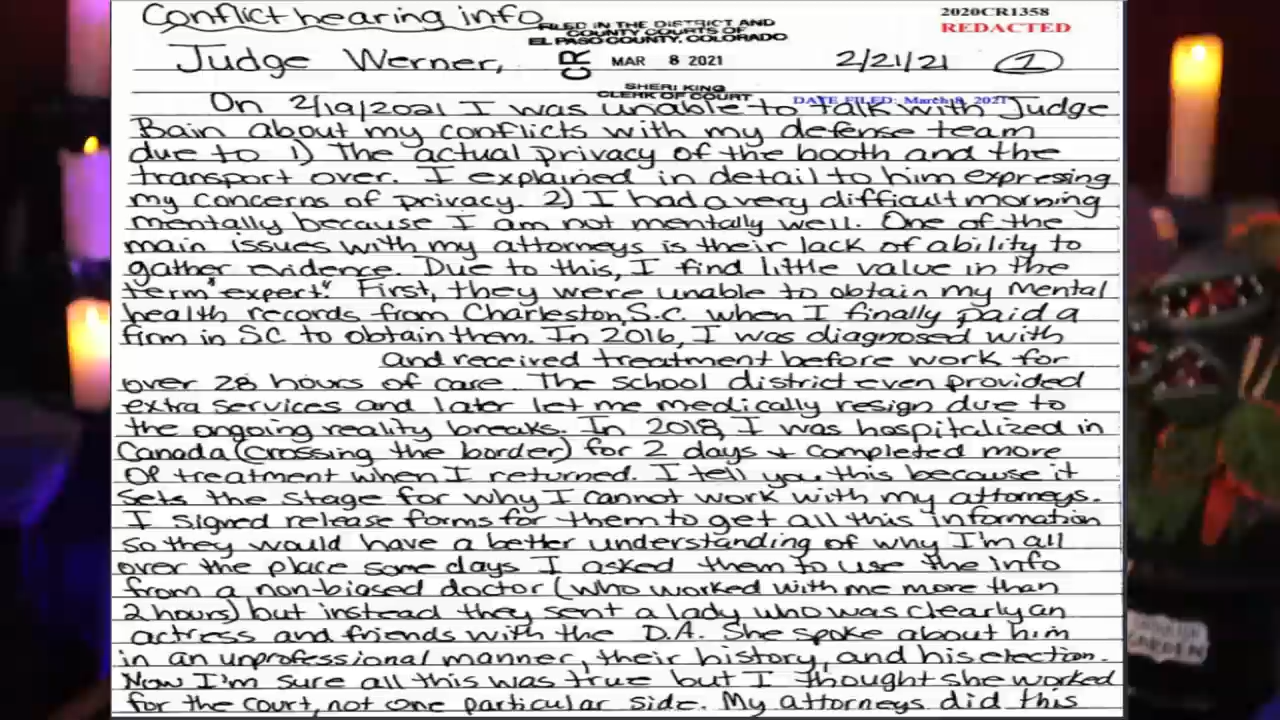 Conflict hearing info
FILED IN THE DISTRICT AND
COUNTY COURTS OF
EL PASO COUNTY, COLORADO
2020CR1358
REDACTED
Judge Werner,
CR
MAR 8 2021
2/21/21 1
SHERI KING
CLERK OF COURT
DATE FILED: March 8, 2021
On 2/19/2021 I was unable to talk with Judge
Bain about my conflicts with my defense team
due to 1) The actual privacy of the booth and the
transport over. I explained in detail to him expressing
my concerns of privacy. 2) I had a very difficult morning
mentally because I am not mentally well. One of the
main issues with my attorneys is their lack of ability to
gather evidence. Due to this, I find little value in the
term "expert." First, they were unable to obtain my mental
health records from Charleston, S.C. when I finally paid a
firm in SC to obtain them. In 2016, I was diagnosed with
and received treatment before work for
over 28 hours of care. The school district even provided
extra services and later let me medically resign due to
the ongoing reality breaks. In 2018, I was hospitalized in
Canada (crossing the border) for 2 days + completed more
of treatment when I returned. I tell you this because it
sets the stage for why I cannot work with my attorneys.
I signed release forms for them to get all this information
so they would have a better understanding of why I'm all
over the place some days I asked them to use the info
from a non-biased doctor (who worked with me more than
2 hours) but instead they sent a lady who was clearly an
actress and friends with the D.A. She spoke about him
in an unprofessional manner, their history, and his election.
Now I'm sure all this was true but I thought she worked
for the court, not one particular side. My attorneys did this
GARDEN